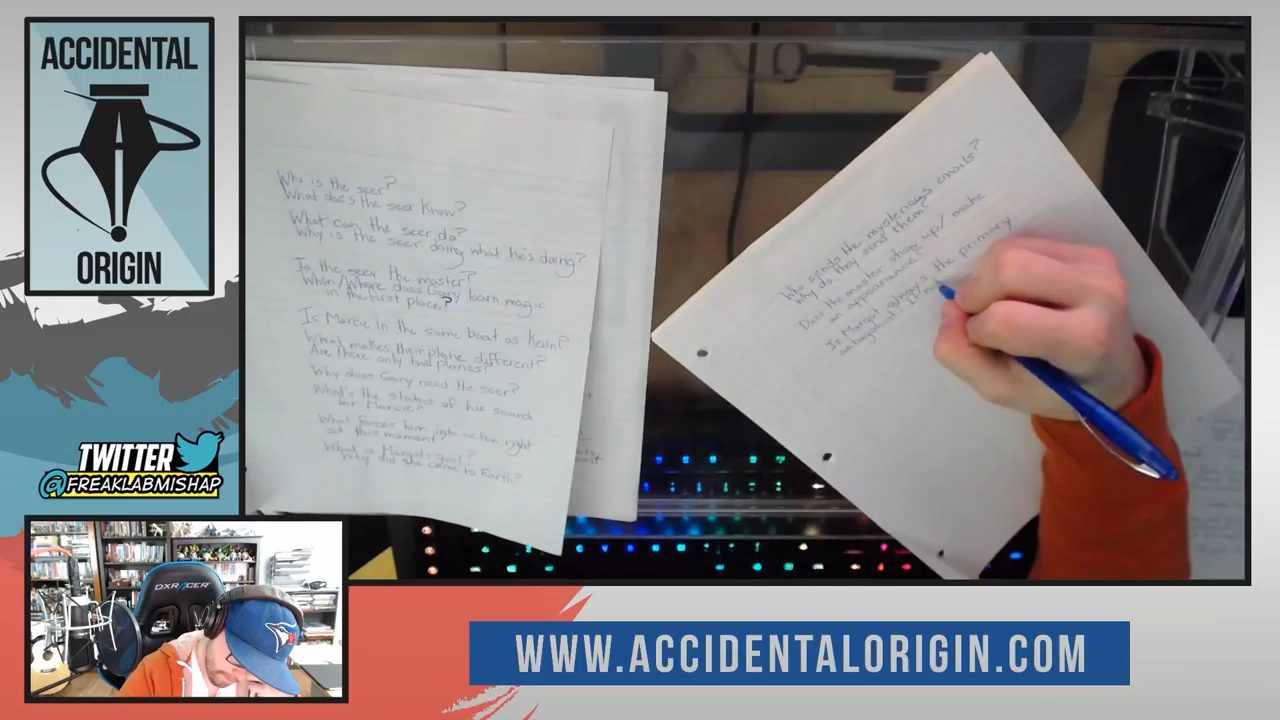 ACCIDENTAL
ORIGIN
TWITTER
@FREAKLABMISHAP
DXRACER
Who is the seer?
What does the seer know?
What can the seer do?
Why is the seer doing what he's doing?
Is the seer the master?
When/Where does Gary learn magic
in the first place?
Is Marcie in the same boat as
What makes their plane different?
Are there only two planes?
Why does Gary need the seer?
What's the status of his search
for Marcie?
What forces him into action right
at this moment?
What is Margot's goal?
Why did she come to Earth?
Who sends the mysterious emails?
Why do they send them?
Does the master show up/make
an appearance?
Is Margot always the primary
antagonist? If
WWW.ACCIDENTALORIGIN.COM